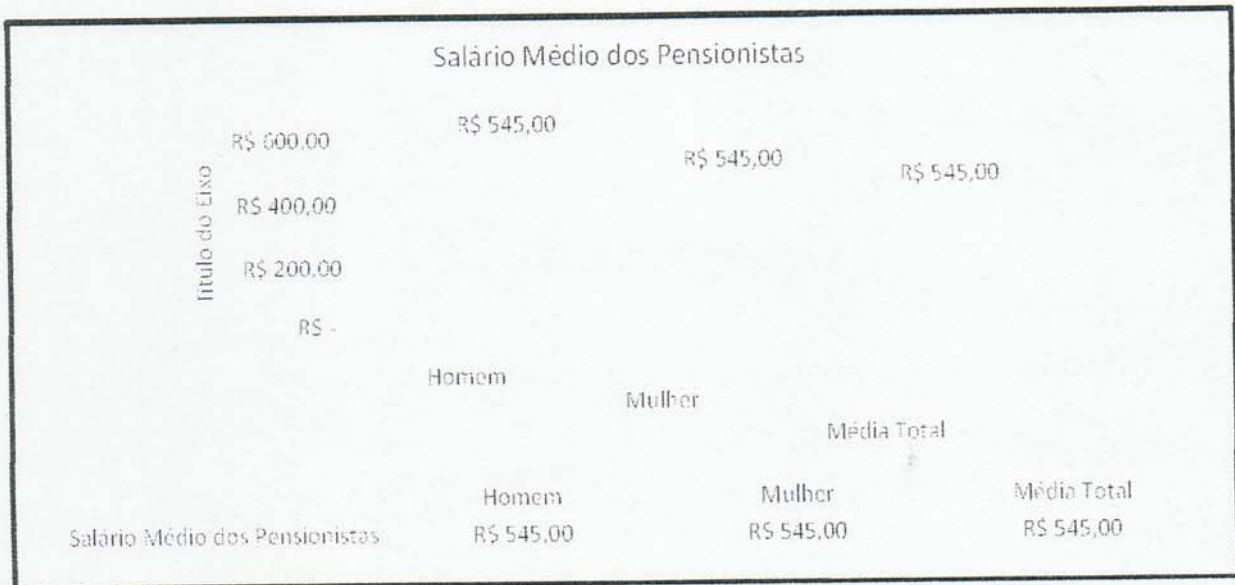 Salário Médio dos Pensionistas
R$ 545,00
R$ 600,00
R$ 545,00
R$ 545,00
Título do Eixo
R$ 400,00
R$ 200,00
R$ -
Homem
Mulher
Média Total
Homem Mulher Média Total
Salário Médio dos Pensionistas R$ 545,00 R$ 545,00 R$ 545,00